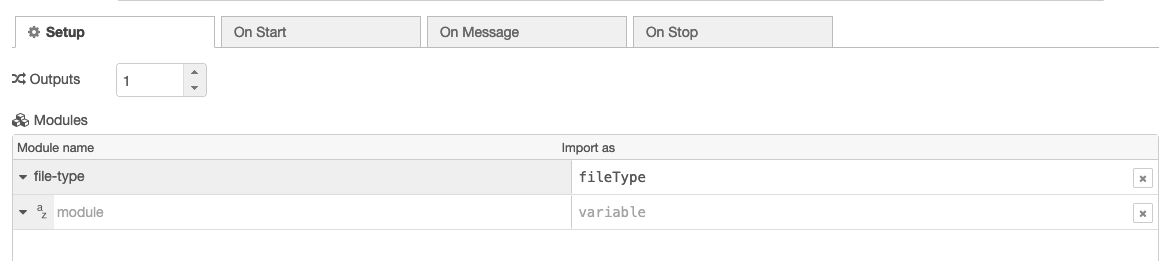 Setup On Start On Message On Stop
Outputs 1
Modules
Module name Import as
file-type fileType
a z module variable